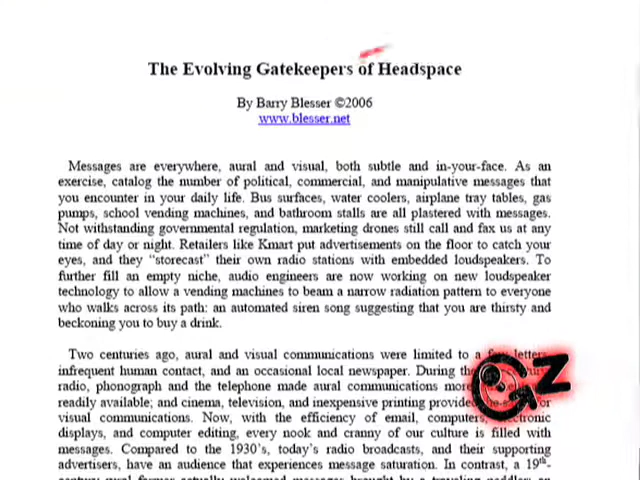 The Evolving Gatekeepers of Headspace
By Barry Blesser ©2006
www.blesser.net
Messages are everywhere, aural and visual, both subtle and in-your-face. As an
exercise, catalog the number of political, commercial, and manipulative messages that
you encounter in your daily life. Bus surfaces, water coolers, airplane tray tables, gas
pumps, school vending machines, and bathroom stalls are all plastered with messages.
Not withstanding governmental regulation, marketing drones still call and fax us at any
time of day or night. Retailers like Kmart put advertisements on the floor to catch your
eyes, and they “storecast” their own radio stations with embedded loudspeakers. To
further fill an empty niche, audio engineers are now working on new loudspeaker
technology to allow a vending machines to beam a narrow radiation pattern to everyone
who walks across its path: an automated siren song suggesting that you are thirsty and
beckoning you to buy a drink.
Two centuries ago, aural and visual communications were limited to a few letters,
infrequent human contact, and an occasional local newspaper. During the
radio, phonograph and the telephone made aural communications more
readily available; and cinema, television, and inexpensive printing provided for
visual communications. Now, with the efficiency of email, computers, electronic
displays, and computer editing, every nook and cranny of our culture is filled with
messages. Compared to the 1930’s, today’s radio broadcasts, and their supporting
advertisers, have an audience that experiences message saturation. In contrast, a 19th-
GZ